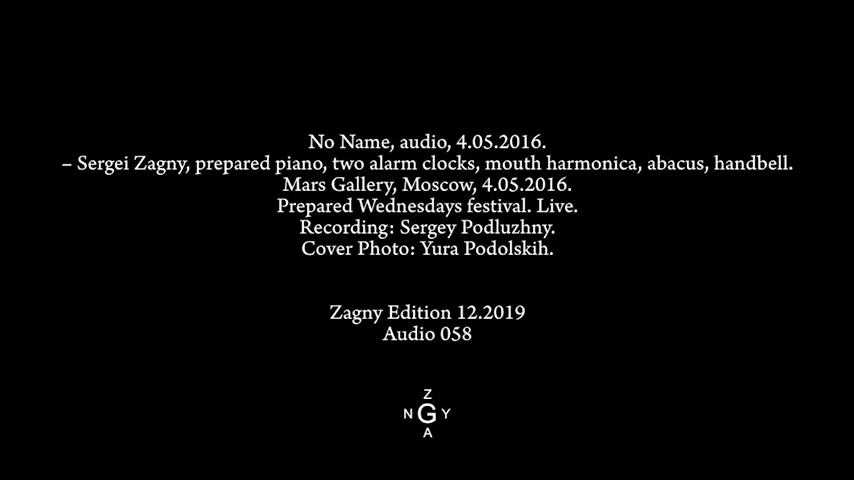 No Name, audio, 4.05.2016.
– Sergei Zagny, prepared piano, two alarm clocks, mouth harmonica, abacus, handbell.
Mars Gallery, Moscow, 4.05.2016.
Prepared Wednesdays festival. Live.
Recording: Sergey Podluzhny.
Cover Photo: Yura Podolskih.
Zagny Edition 12.2019
Audio 058
Z
N G Y
A